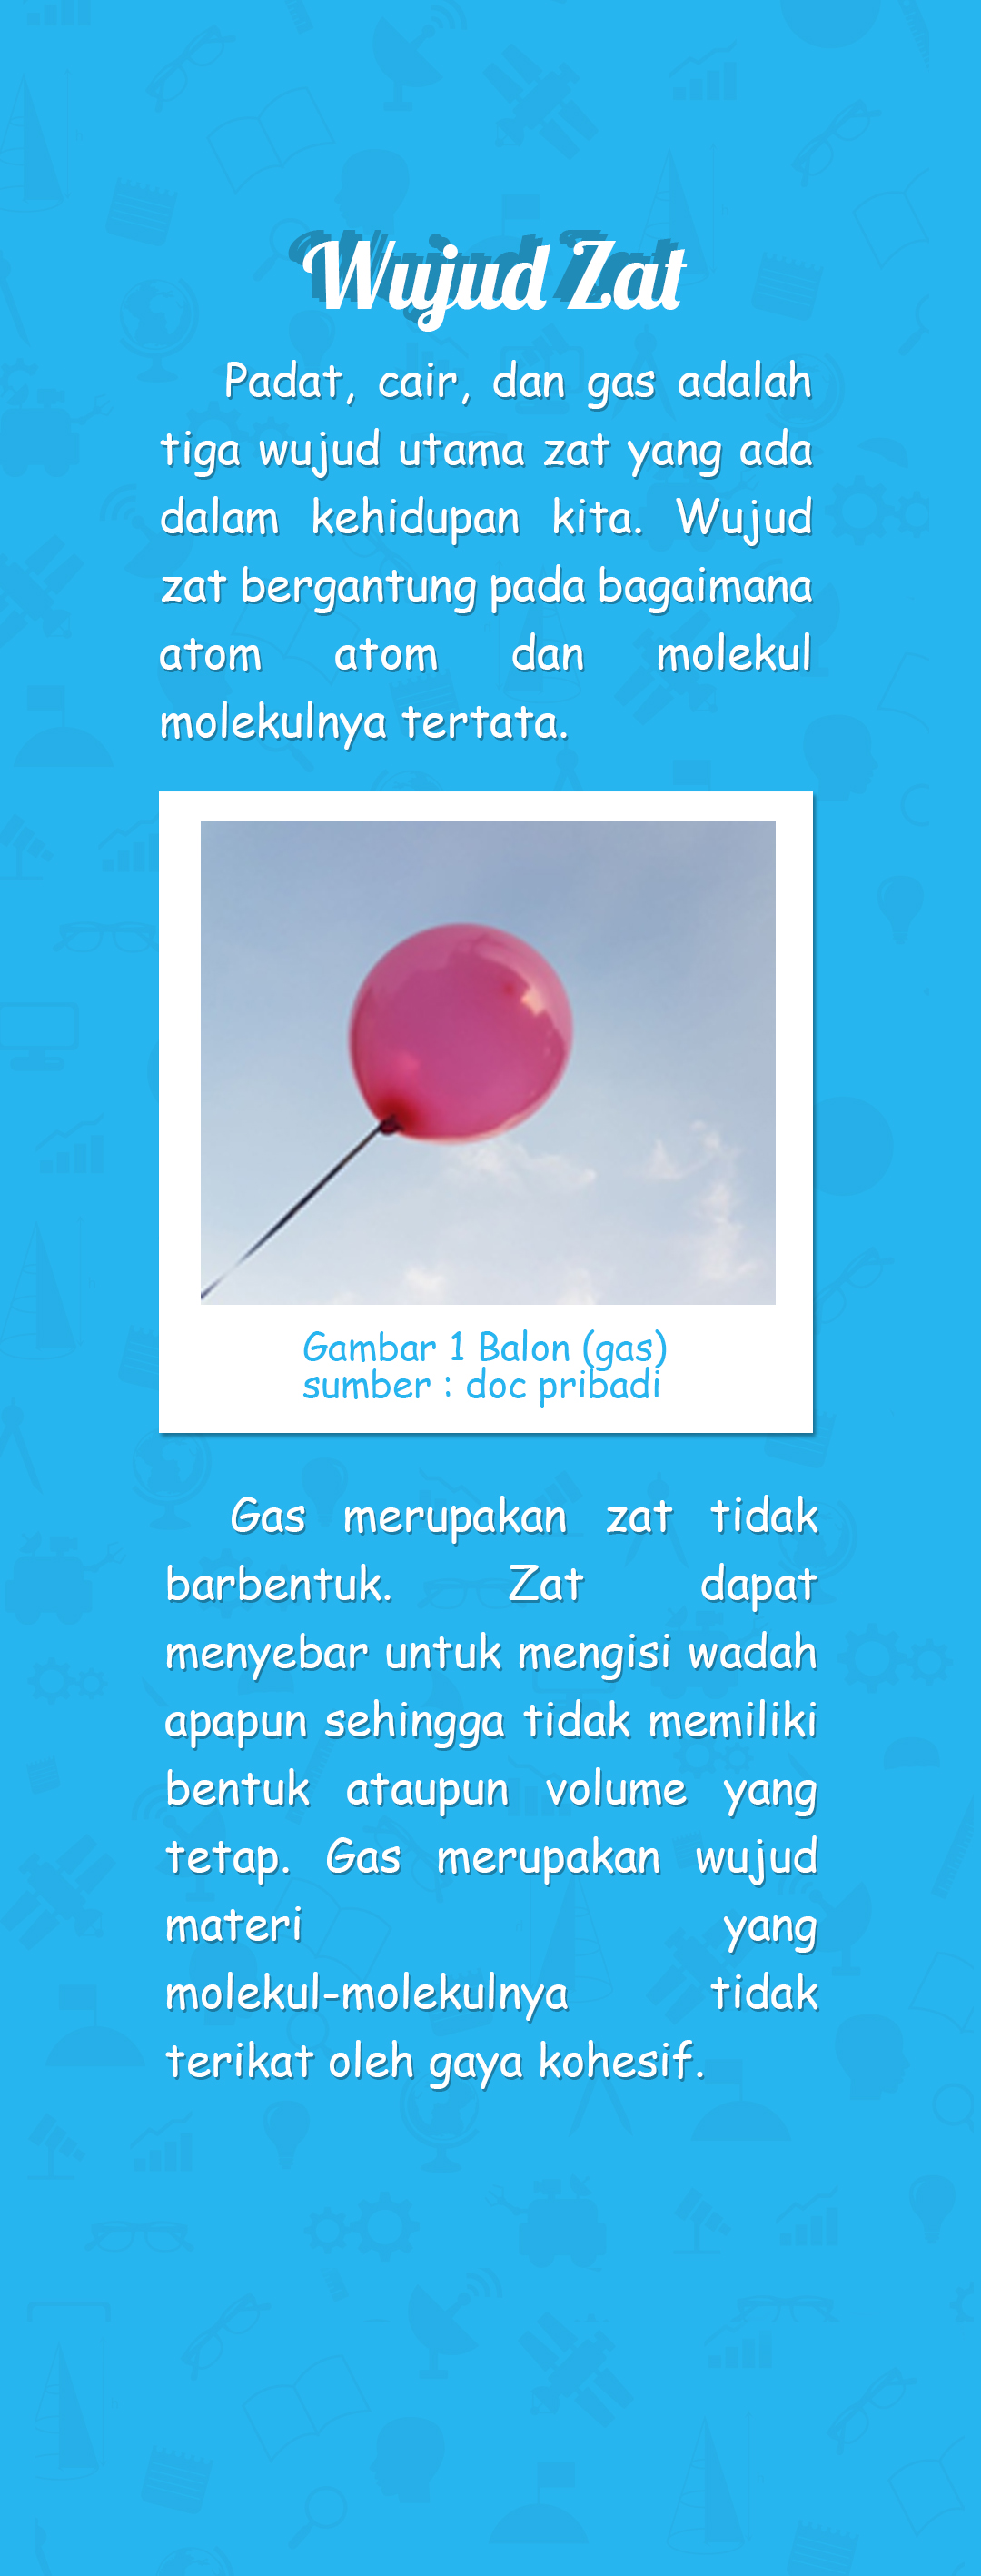 Wujud Zat
Padat, cair, dan gas adalah
tiga wujud utama zat yang ada
dalam kehidupan kita. Wujud
zat bergantung pada bagaimana
atom atom dan molekul
molekulnya tertata.
Gambar 1 Balon (gas)
sumber : doc pribadi
Gas merupakan zat tidak
barbentuk. Zat dapat
menyebar untuk mengisi wadah
apapun sehingga tidak memiliki
bentuk ataupun volume yang
tetap. Gas merupakan wujud
materi yang
molekul-molekulnya tidak
terikat oleh gaya kohesif.